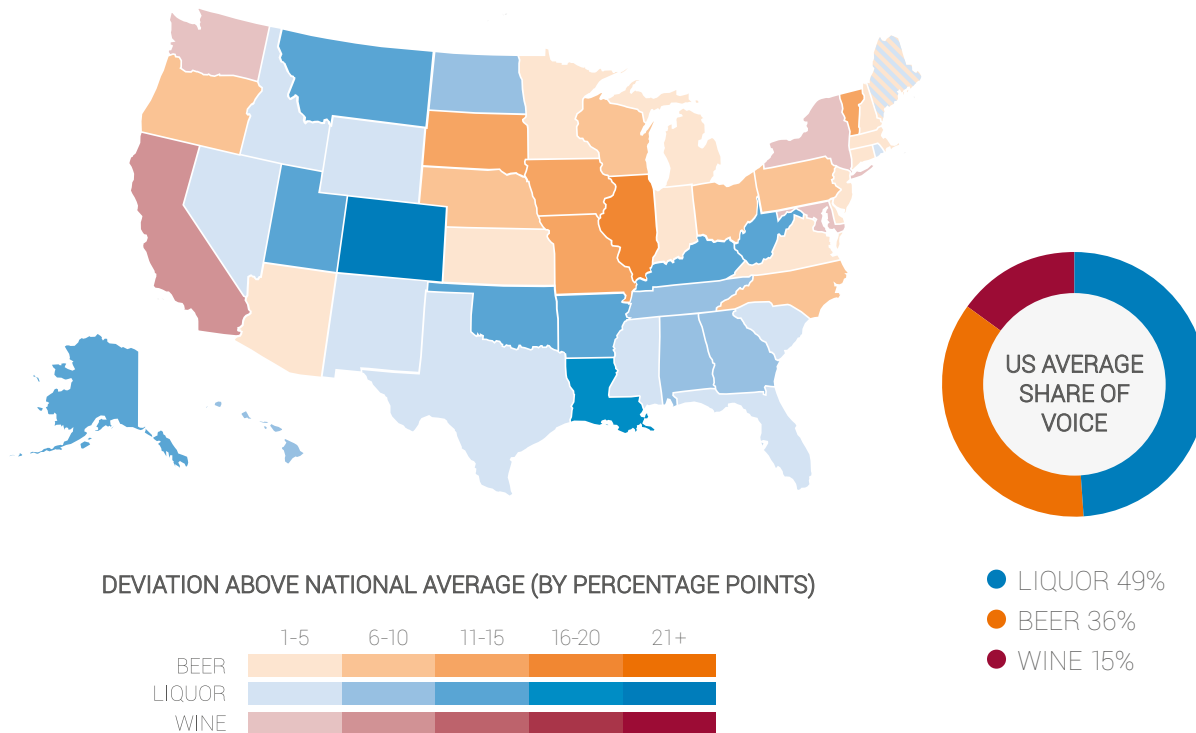 US AVERAGE
SHARE OF
VOICE
DEVIATION ABOVE NATIONAL AVERAGE (BY PERCENTAGE POINTS)
1-5 6-10 11-15 16-20 21+
BEER
LIQUOR
WINE
LIQUOR 49%
BEER 36%
WINE 15%